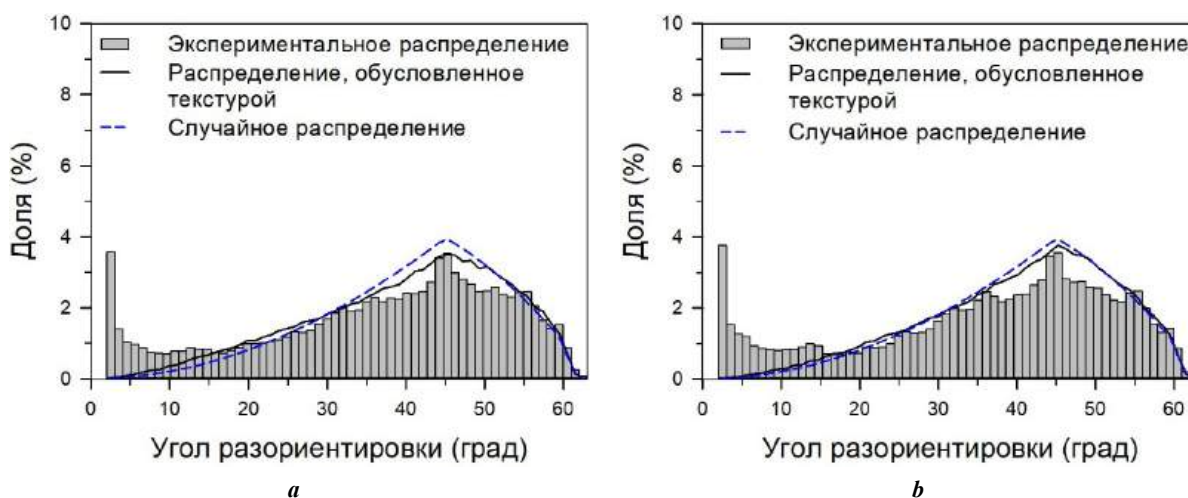 10
Экспериментальное распределение
8
Распределение, обусловленное
текстурой
Случайное распределение
6
4
2
0
Доля (%)
0 10 20 30 40 50 60
Угол разориентировки (град)
a
10
Экспериментальное распределение
8
Распределение, обусловленное
текстурой
Случайное распределение
6
4
2
0
Доля (%)
0 10 20 30 40 50 60
Угол разориентировки (град)
b